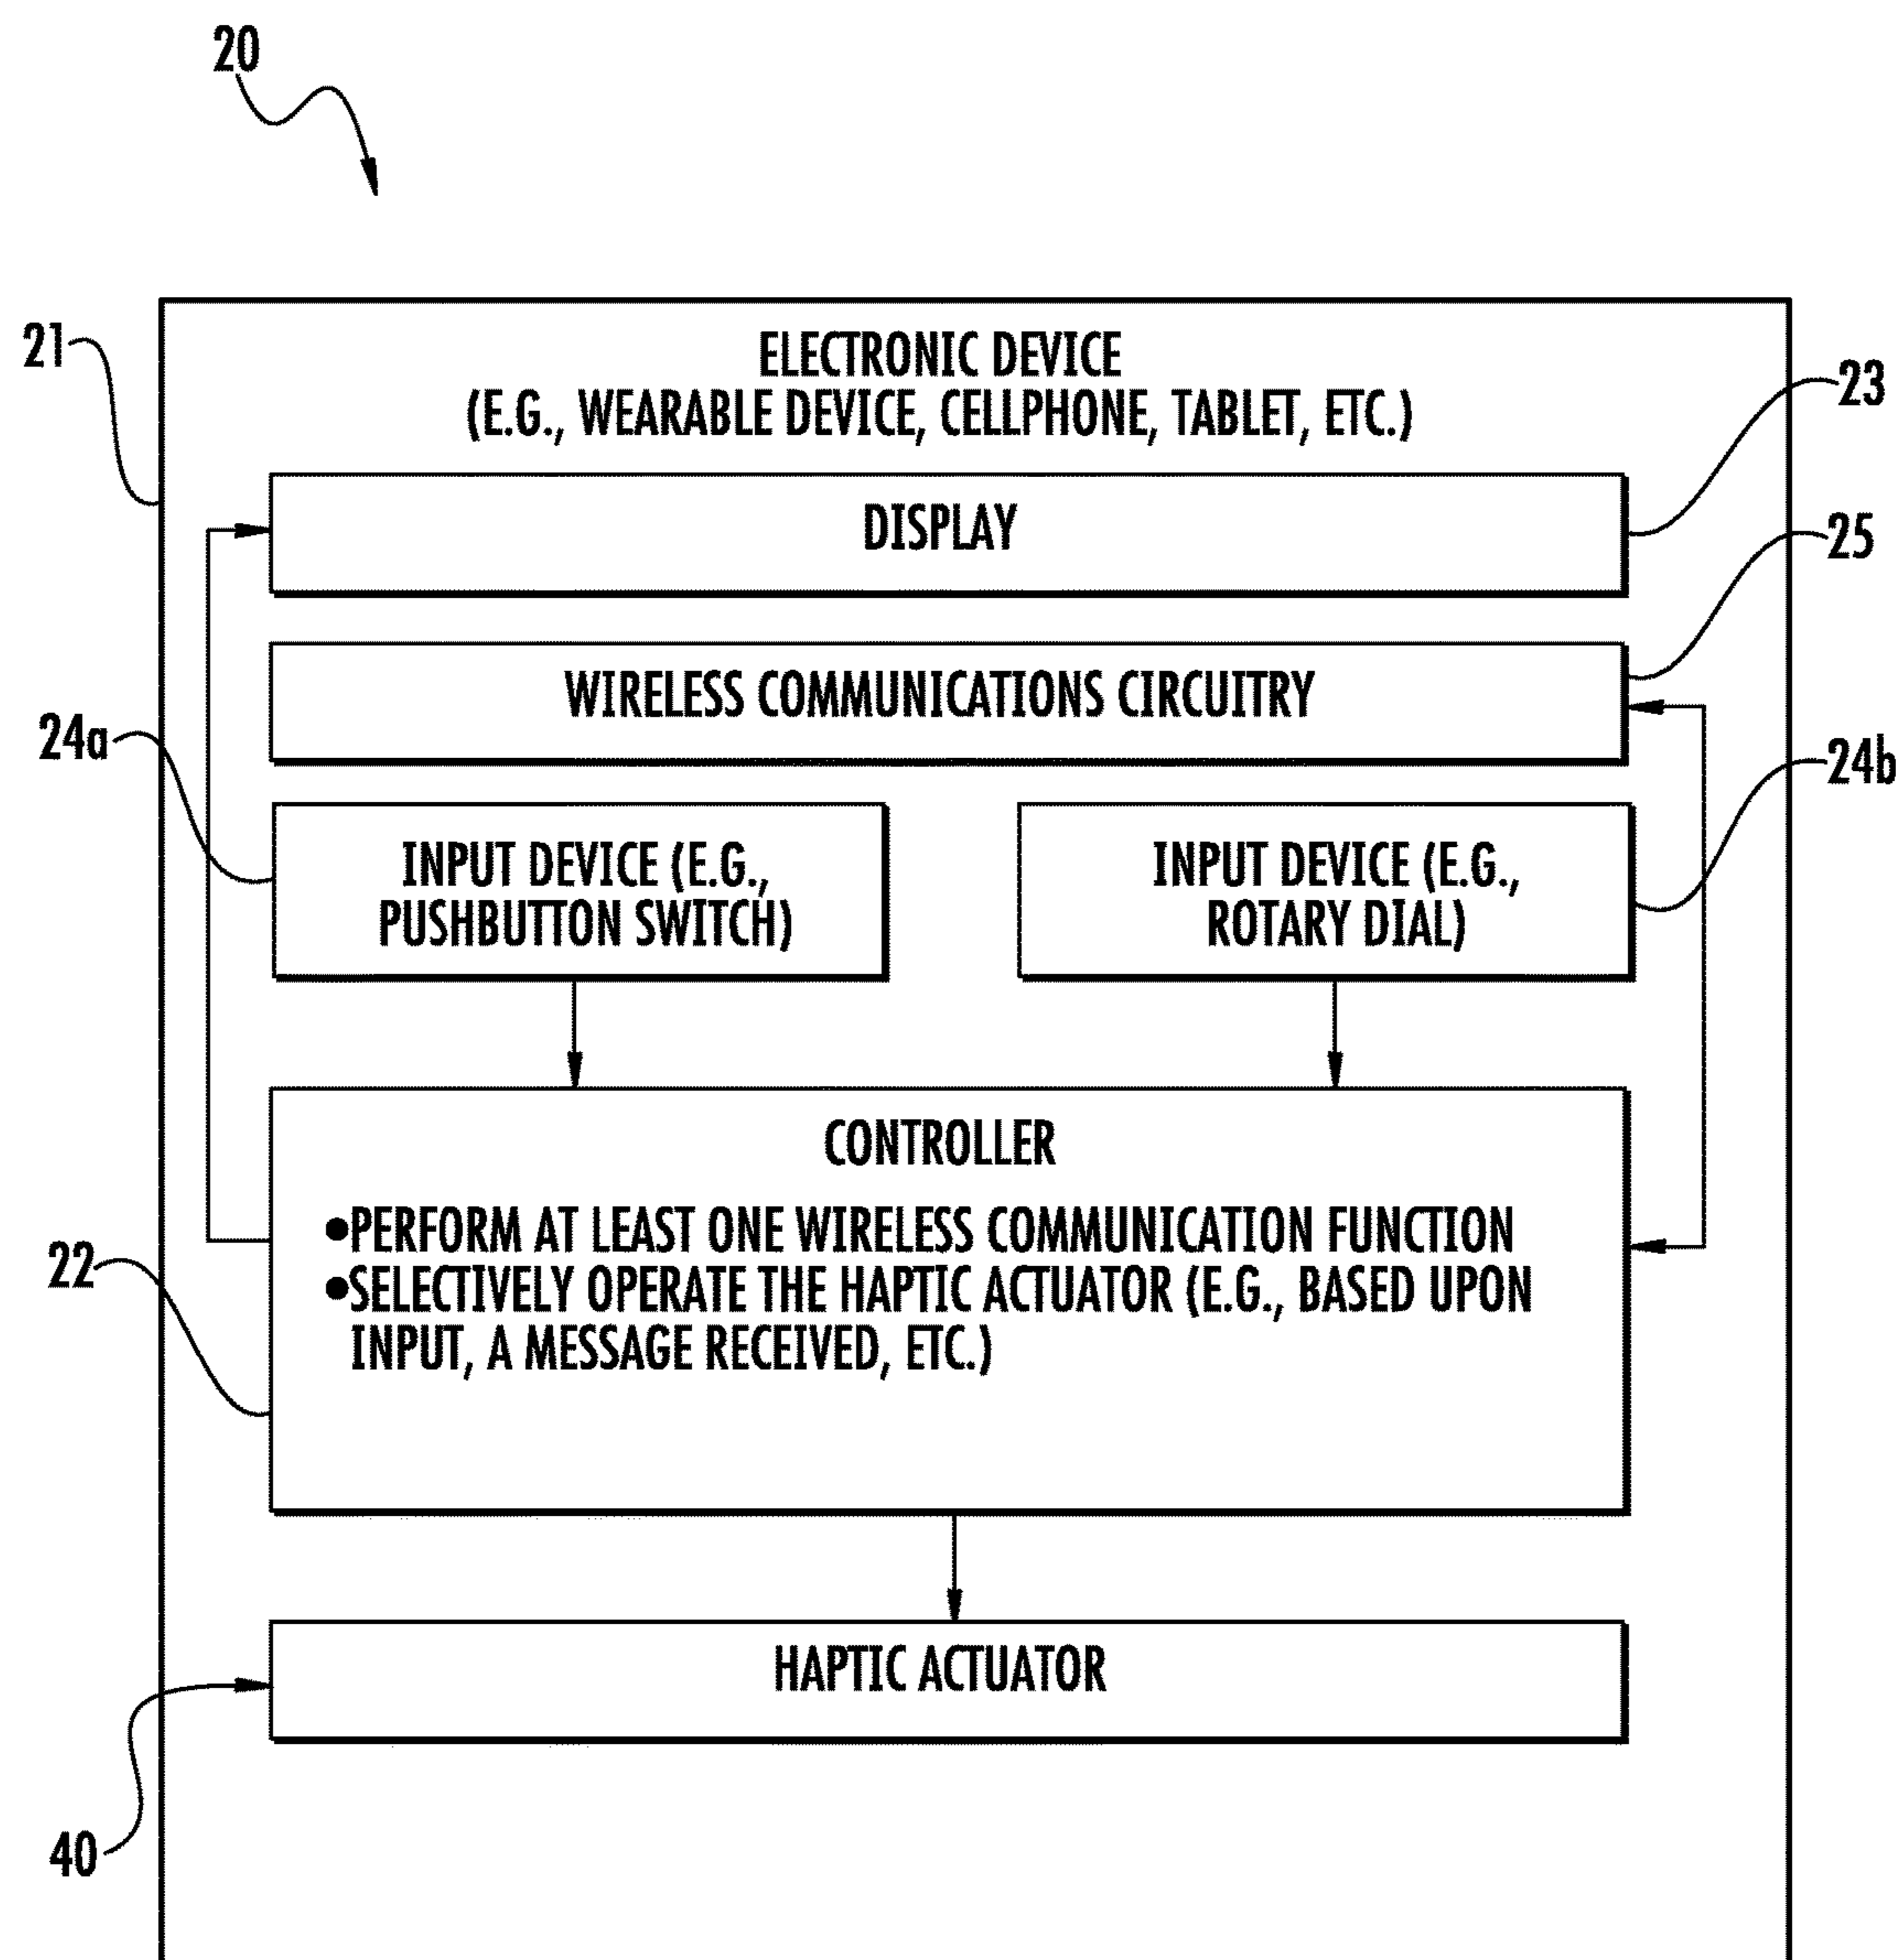 20
21
ELECTRONIC DEVICE
(E.G., WEARABLE DEVICE, CELLPHONE, TABLET, ETC.)
23
DISPLAY
25
WIRELESS COMMUNICATIONS CIRCUITRY
24a
24b
INPUT DEVICE (E.G.,
PUSHBUTTON SWITCH)
INPUT DEVICE (E.G.,
ROTARY DIAL)
CONTROLLER
●PERFORM AT LEAST ONE WIRELESS COMMUNICATION FUNCTION
22
●SELECTIVELY OPERATE THE HAPTIC ACTUATOR (E.G., BASED UPON
INPUT, A MESSAGE RECEIVED, ETC.)
HAPTIC ACTUATOR
40